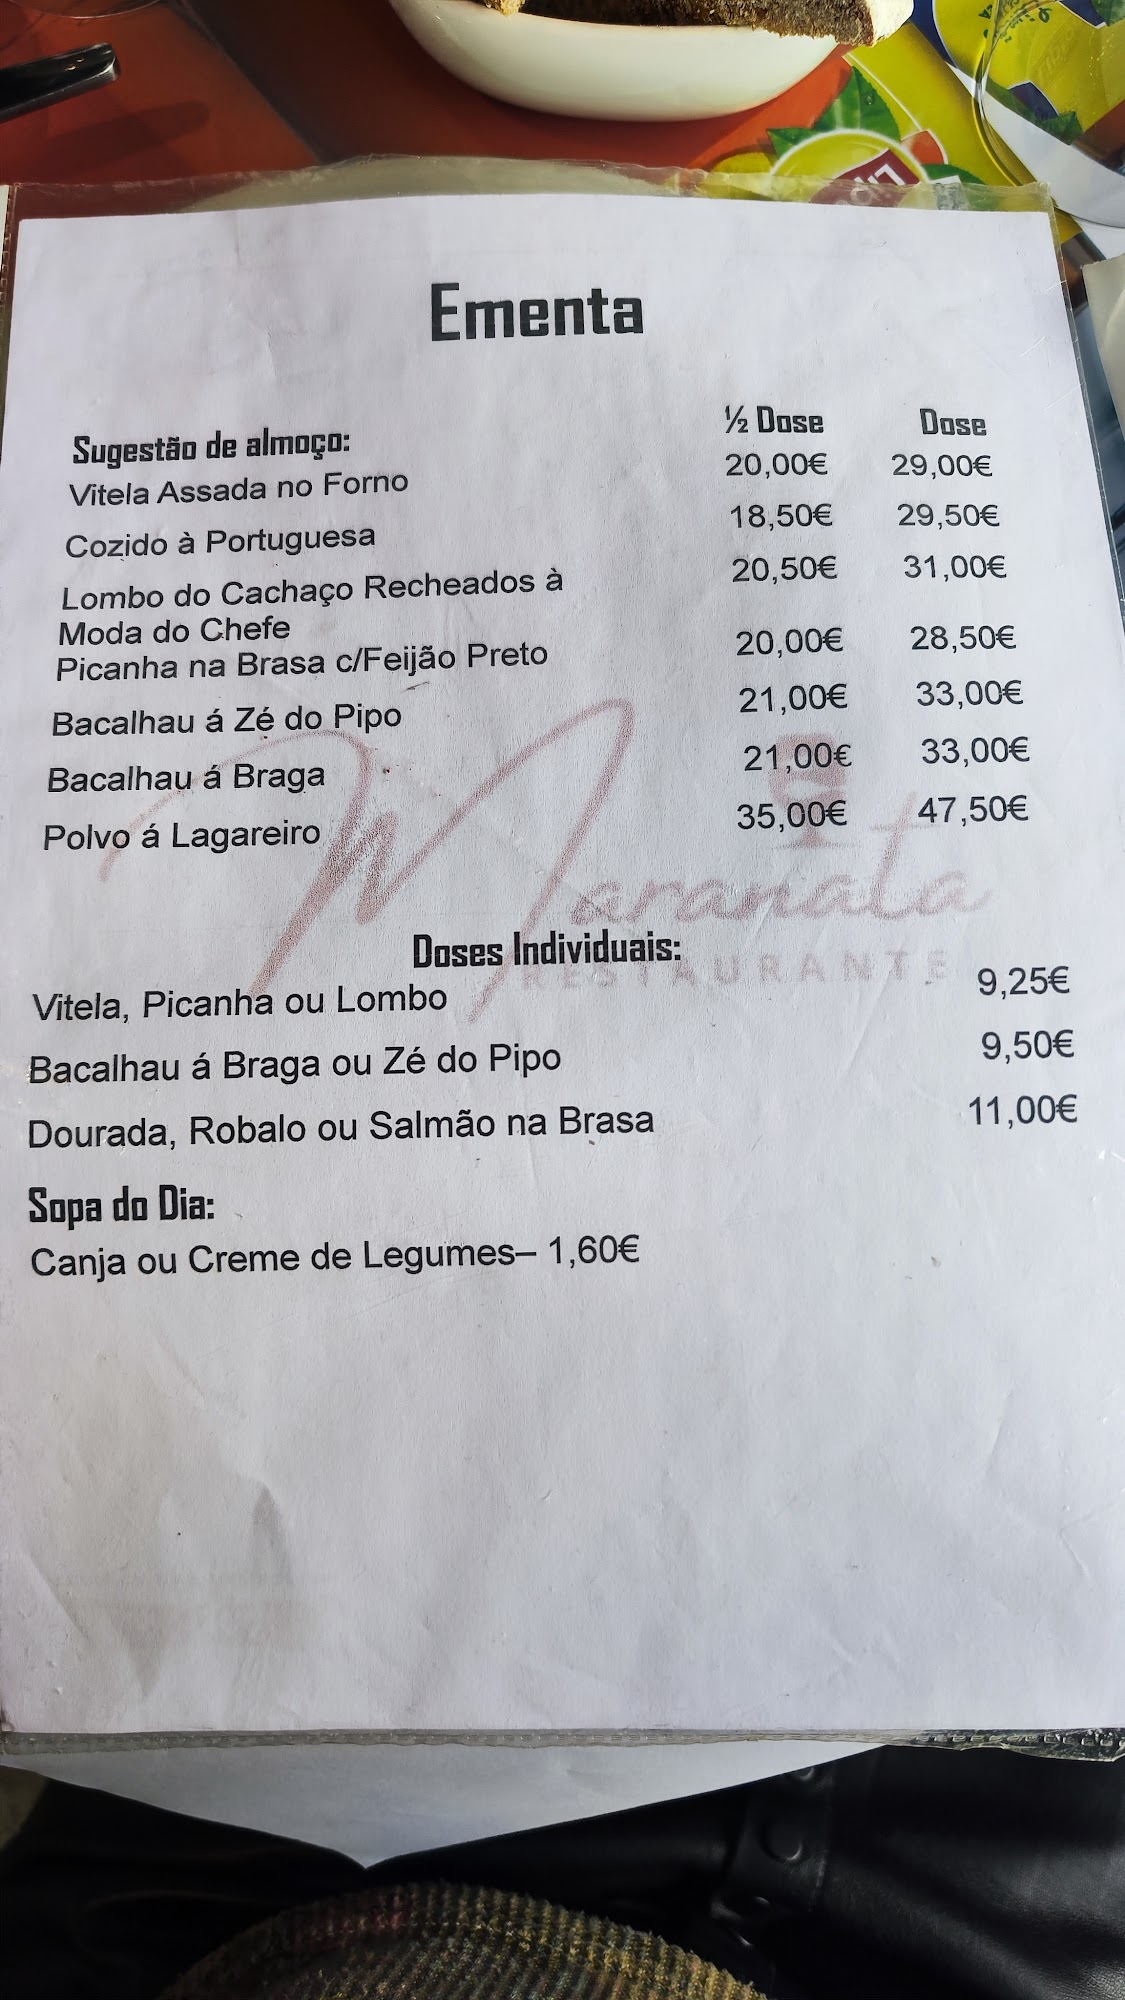 Ementa
Sugestão de almoço: ½ Dose Dose
Vitela Assada no Forno 20,00€ 29,00€
Cozido à Portuguesa 18,50€ 29,50€
Lombo do Cachaço Recheados à 20,50€ 31,00€
Moda do Chefe
Picanha na Brasa c/Feijão Preto 20,00€ 28,50€
Bacalhau á Zé do Pipo 21,00€ 33,00€
Bacalhau á Braga 21,00€ 33,00€
Polvo á Lagareiro 35,00€ 47,50€
Maranata
RESTAURANTE
Doses Individuais:
Vitela, Picanha ou Lombo 9,25€
Bacalhau á Braga ou Zé do Pipo 9,50€
Dourada, Robalo ou Salmão na Brasa 11,00€
Sopa do Dia:
Canja ou Creme de Legumes– 1,60€